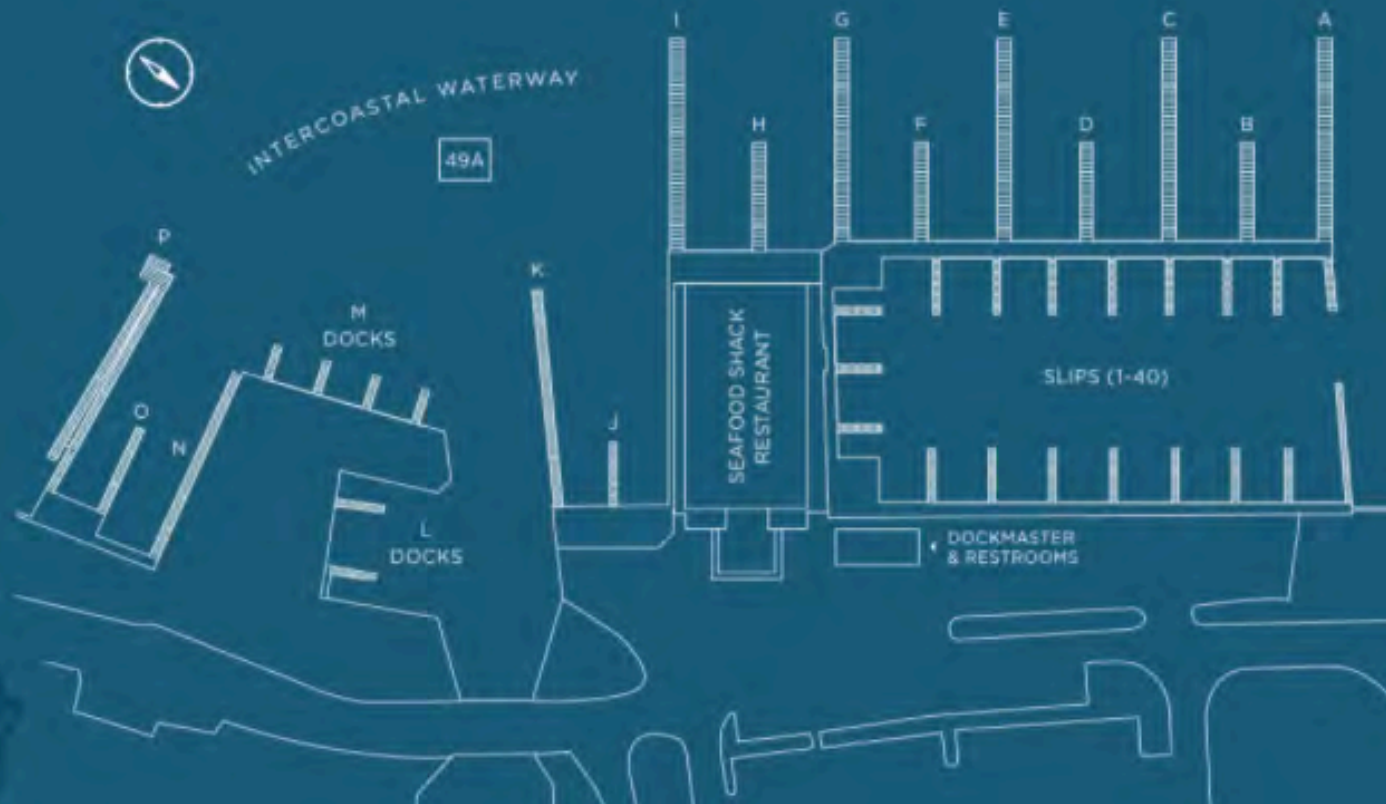 I
G
E
C
A
INTERCOASTAL WATERWAY
H
F
D
B
49A
P
K
M
DOCKS
O
N
J
SEAFOOD SHACK
RESTAURANT
SLIPS (1-40)
L
DOCKS
DOCKMASTER
& RESTROOMS